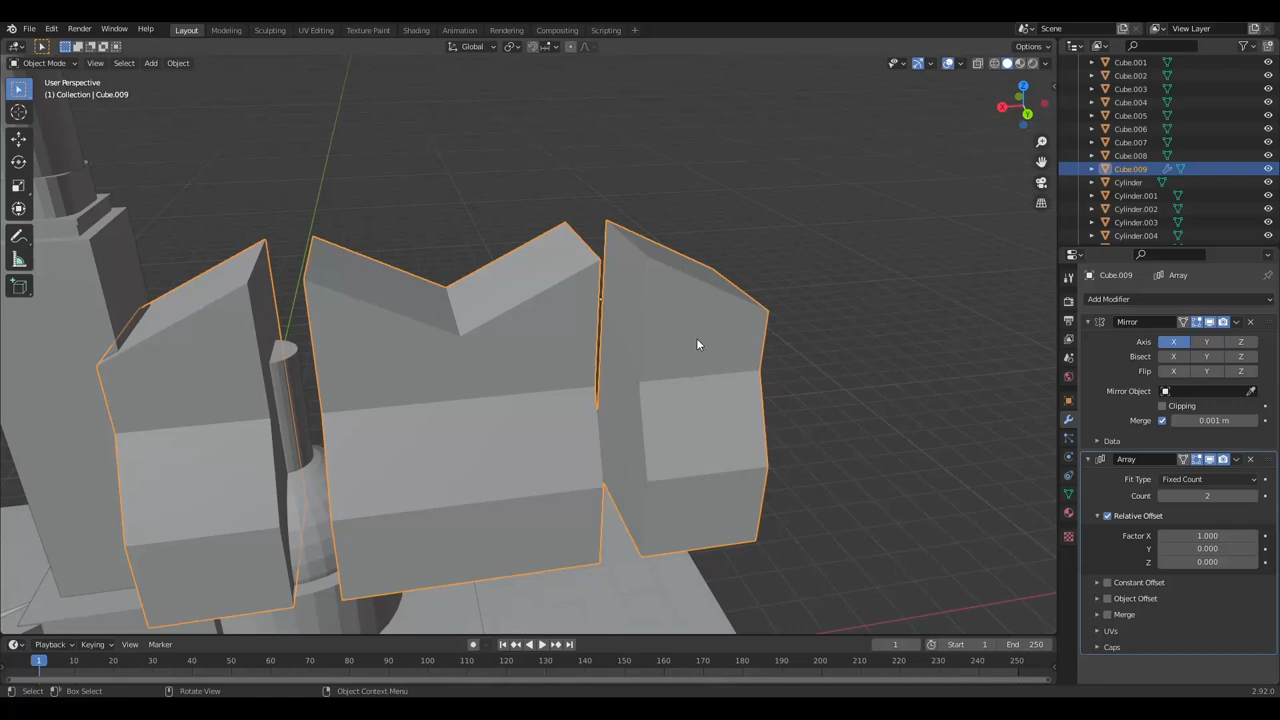 File Edit Render Window Help Layout Modeling Sculpting UV Editing Texture Paint Shading Animation Rendering Compositing Scripting Scene View Layer
Global Options
Object Mode View Select Add Object
User Perspective
(1) Collection | Cube.009
X
Y
Z
Cube.001
Cube.002
Cube.003
Cube.004
Cube.005
Cube.006
Cube.007
Cube.008
Cube.009
Cylinder
Cylinder.001
Cylinder.002
Cylinder.003
Cylinder.004
Cube.009 Array
Add Modifier
Mirror
Axis X Y Z
Bisect X Y Z
Flip X Y Z
Mirror Object
Clipping
Merge 0.001 m
Data
Array
Fit Type Fixed Count
Count 2
Relative Offset
Factor X 1.000
Y 0.000
Z 0.000
Constant Offset
Object Offset
Merge
UVs
Caps
Playback Keying View Marker 1 Start 1 End 250
1 10 20 30 40 50 60 70 80 90 100 110 120 130 140 150 160 170 180 190 200 210 220 230 240 250
Select Box Select Rotate View Object Context Menu 2.92.0